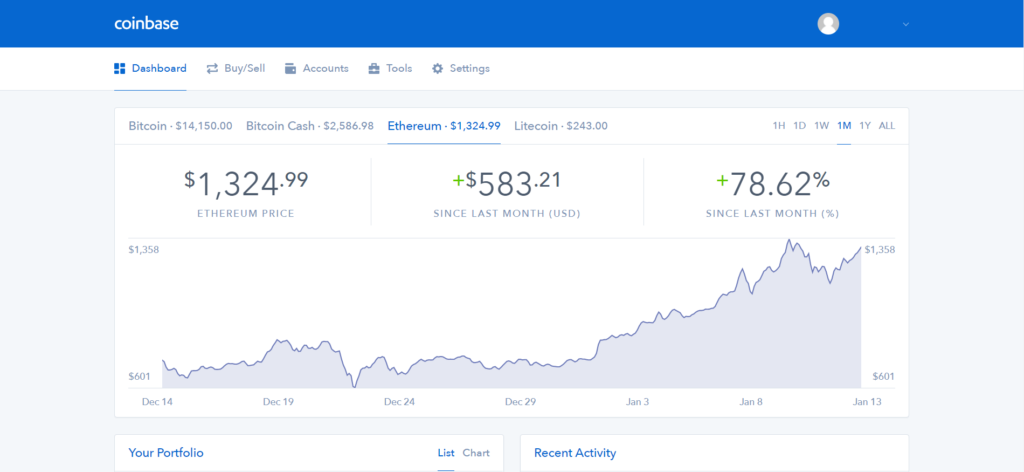 coinbase
Dashboard Buy/Sell Accounts Tools Settings
Bitcoin · $14,150.00 Bitcoin Cash · $2,586.98 Ethereum · $1,324.99 Litecoin · $243.00 1H 1D 1W 1M 1Y ALL
$1,324.99 +$583.21 +78.62%
ETHEREUM PRICE SINCE LAST MONTH (USD) SINCE LAST MONTH (%)
$1,358 $1,358
$601 $601
Dec 14 Dec 19 Dec 24 Dec 29 Jan 3 Jan 8 Jan 13
Your Portfolio List Chart Recent Activity